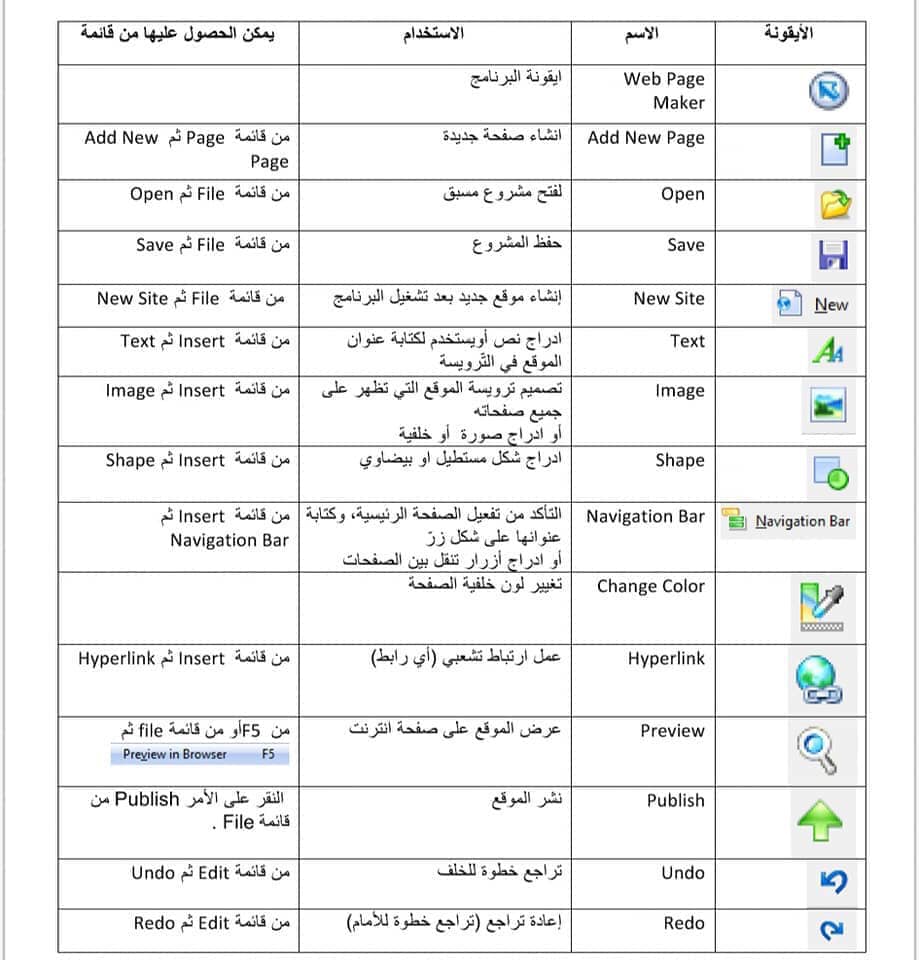 الأيقونة
الاسم
الاستخدام
يمكن الحصول عليها من قائمة
Web Page
Maker
ايقونة البرنامج
Add New Page
انشاء صفحة جديدة
من قائمة Page ثم Add New
Page
Open
لفتح مشروع مسبق
من قائمة File ثم Open
Save
حفظ المشروع
من قائمة File ثم Save
New
New Site
إنشاء موقع جديد بعد تشغيل البرنامج
من قائمة File ثم New Site
Text
ادراج نص أويستخدم لكتابة عنوان
الموقع في التّرويسة
من قائمة Insert ثم Text
Image
تصميم ترويسة الموقع التي تظهر على
جميع صفحاته
أو ادراج صورة أو خلفية
من قائمة Insert ثم Image
Shape
ادراج شكل مستطيل او بيضاوي
من قائمة Insert ثم Shape
Navigation Bar
Navigation Bar
التأكد من تفعيل الصفحة الرئيسية، وكتابة
عنوانها على شكل زرّ
أو ادراج أزرار تنقل بين الصفحات
من قائمة Insert ثم
Navigation Bar
Change Color
تغيير لون خلفية الصفحة
Hyperlink
عمل ارتباط تشعبي (أي رابط)
من قائمة Insert ثم Hyperlink
Preview
عرض الموقع على صفحة انترنت
من F5أو من قائمة file ثم
Preview in Browser F5
Publish
نشر الموقع
النقر على الأمر Publish من
قائمة File .
Undo
تراجع خطوة للخلف
من قائمة Edit ثم Undo
Redo
إعادة تراجع (تراجع خطوة للأمام)
من قائمة Edit ثم Redo